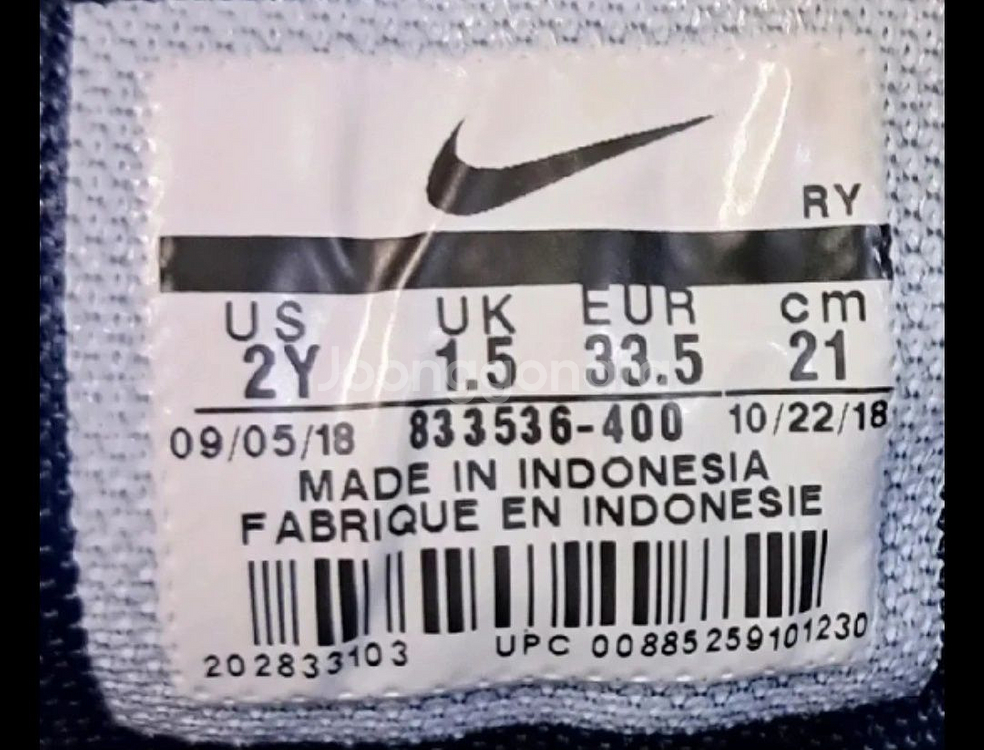 RY
US UK EUR cm
2Y 1.5 33.5 21
Joonggonara
09/05/18 833536-400 10/22/18
MADE IN INDONESIA
FABRIQUE EN INDONESIE
202833103 UPC 00885259101230